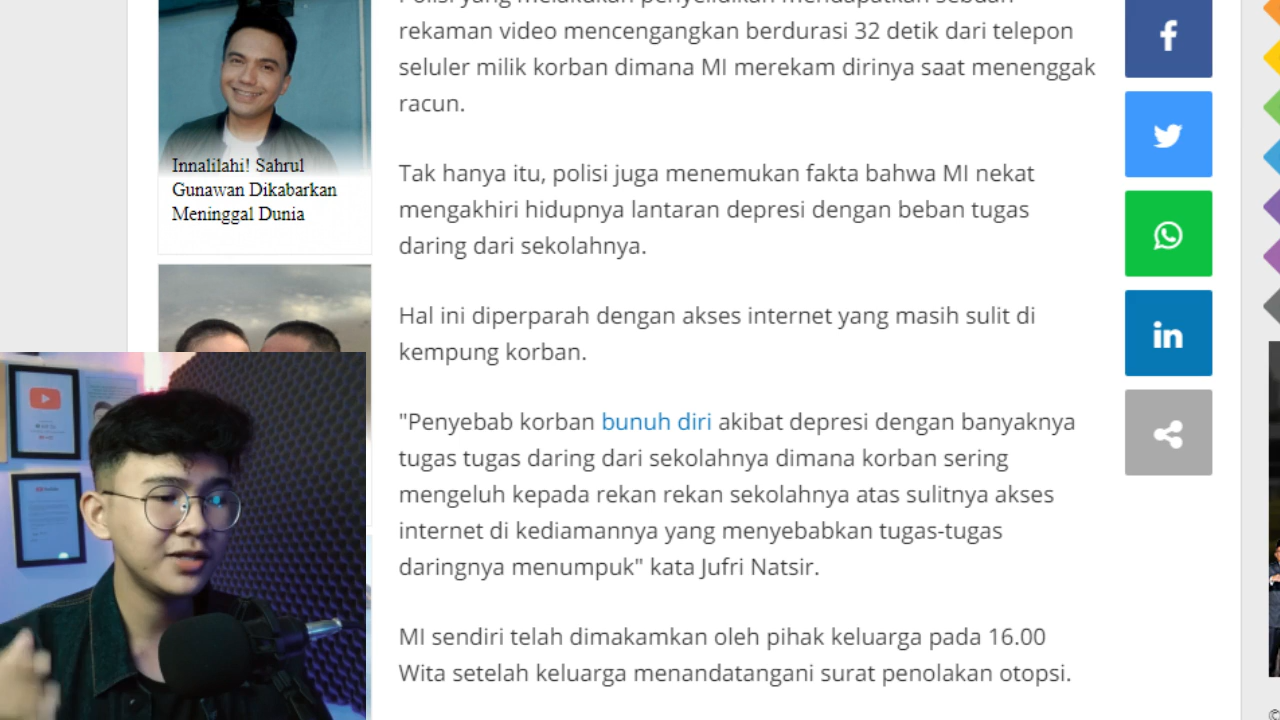 rekaman video mencengangkan berdurasi 32 detik dari telepon
seluler milik korban dimana MI merekam dirinya saat menenggak
racun.
Tak hanya itu, polisi juga menemukan fakta bahwa MI nekat
mengakhiri hidupnya lantaran depresi dengan beban tugas
daring dari sekolahnya.
Hal ini diperparah dengan akses internet yang masih sulit di
kempung korban.
"Penyebab korban bunuh diri akibat depresi dengan banyaknya
tugas tugas daring dari sekolahnya dimana korban sering
mengeluh kepada rekan rekan sekolahnya atas sulitnya akses
internet di kediamannya yang menyebabkan tugas-tugas
daringnya menumpuk" kata Jufri Natsir.
MI sendiri telah dimakamkan oleh pihak keluarga pada 16.00
Wita setelah keluarga menandatangani surat penolakan otopsi.
Innalilahi! Sahrul
Gunawan Dikabarkan
Meninggal Dunia
f
in